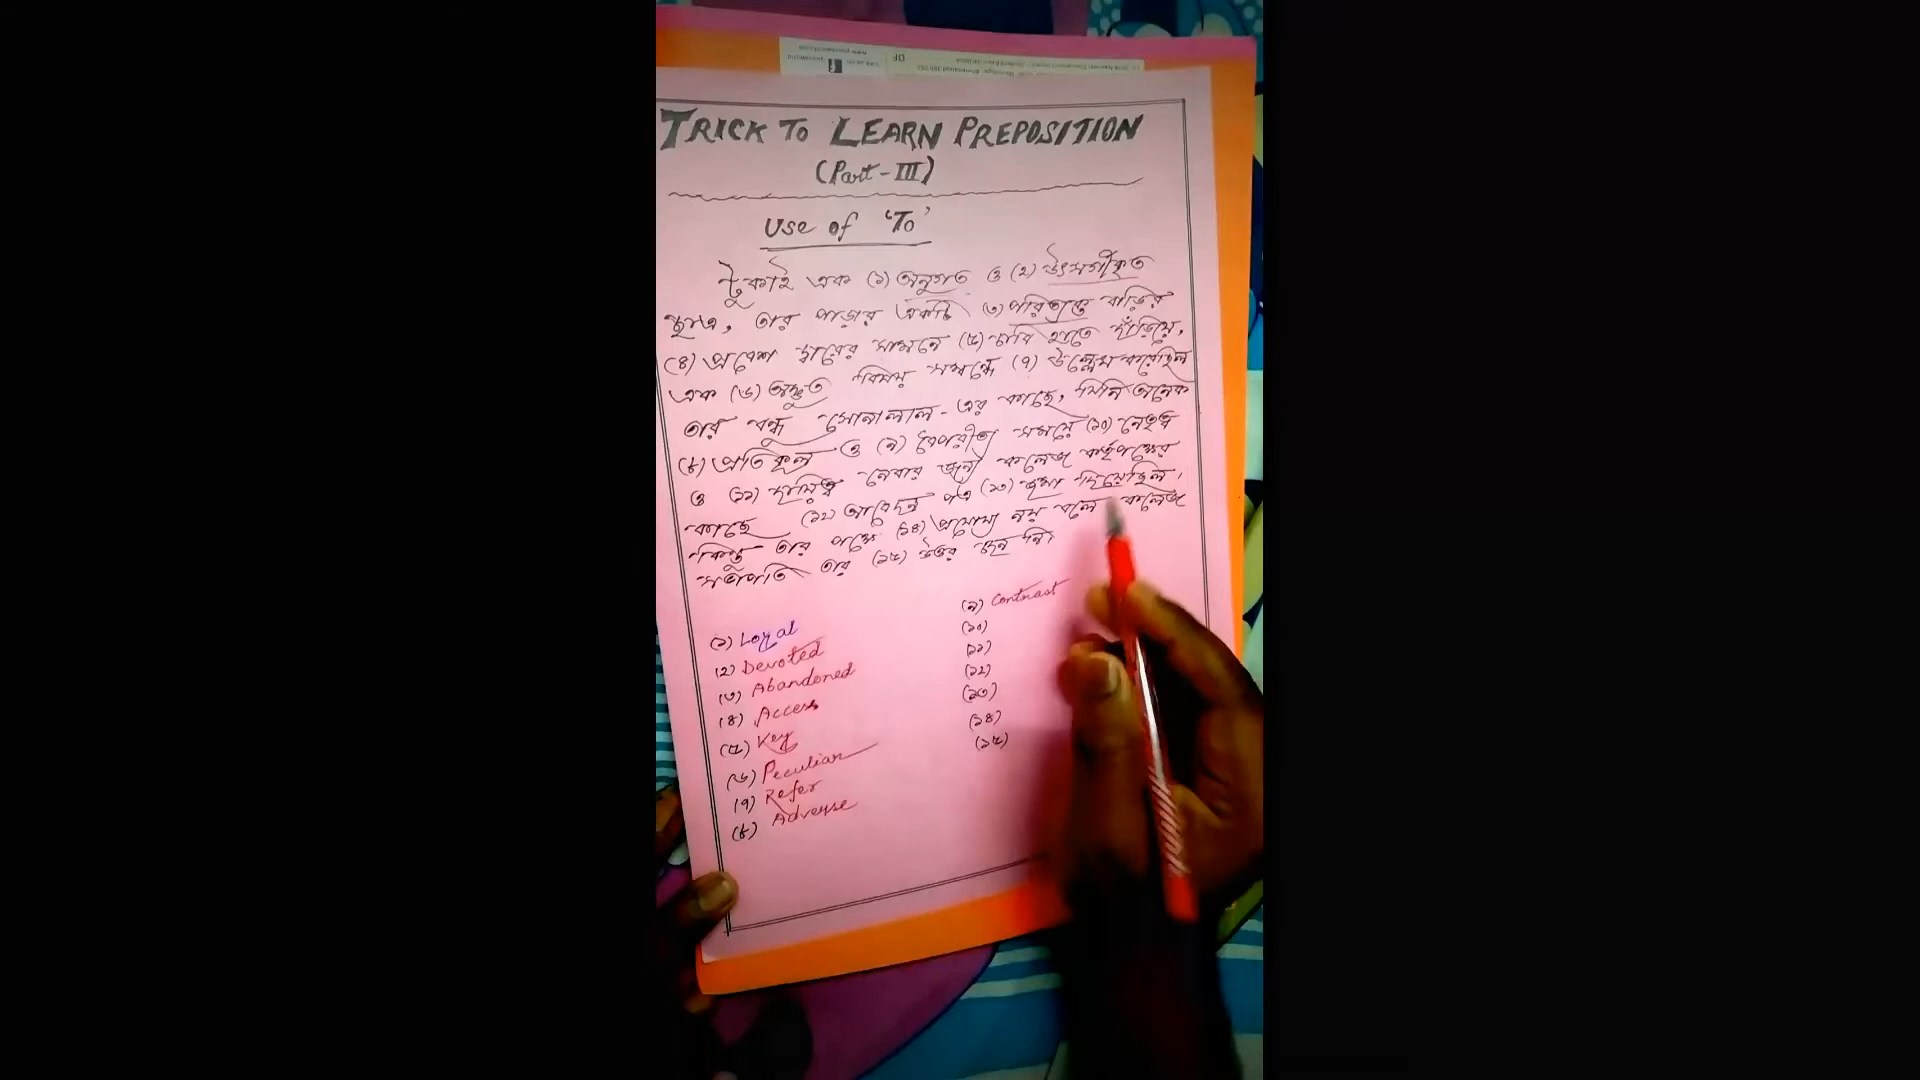 TRICK TO LEARN PREPOSITION
(Part-III)
Use of 'To'
টুকাই এক (১) অনুগত ও (২) উৎসর্গীকৃত
ছাত্র, তার পাড়ার একটি (৩) পরিত্যক্ত বাড়ির
(৪) প্রবেশ দ্বারের সামনে (৫) চাবি হাতে দাঁড়িয়ে,
এক (৬) অদ্ভুত বিষয় সম্বন্ধে (৭) উল্লেখ করেছিল
তার বন্ধু সোনালাল-এর কাছে, যিনি অনেক
(৮) প্রতিকূল ও (৯) বৈপরীত্য সময়ে (১০) নেতৃত্ব
ও (১১) দায়িত্ব নেবার জন্য কলেজ কর্তৃপক্ষের
কাছে (১২) আবেদন পত্র (১৩) জমা দিয়েছিল।
কিন্তু তার পক্ষে (১৪) প্রযোজ্য নয় বলে কলেজ
সভাপতি তার (১৫) উত্তর দেন নি।
(১) Loyal
(2) Devoted
(৩) Abandoned
(৪) Access
(৫) Key
(৬) Peculiar
(৭) Refer
(৮) Adverse
(৯) Contrast
(১০)
(১১)
(১২)
(১৩)
(১৪)
(১৫)